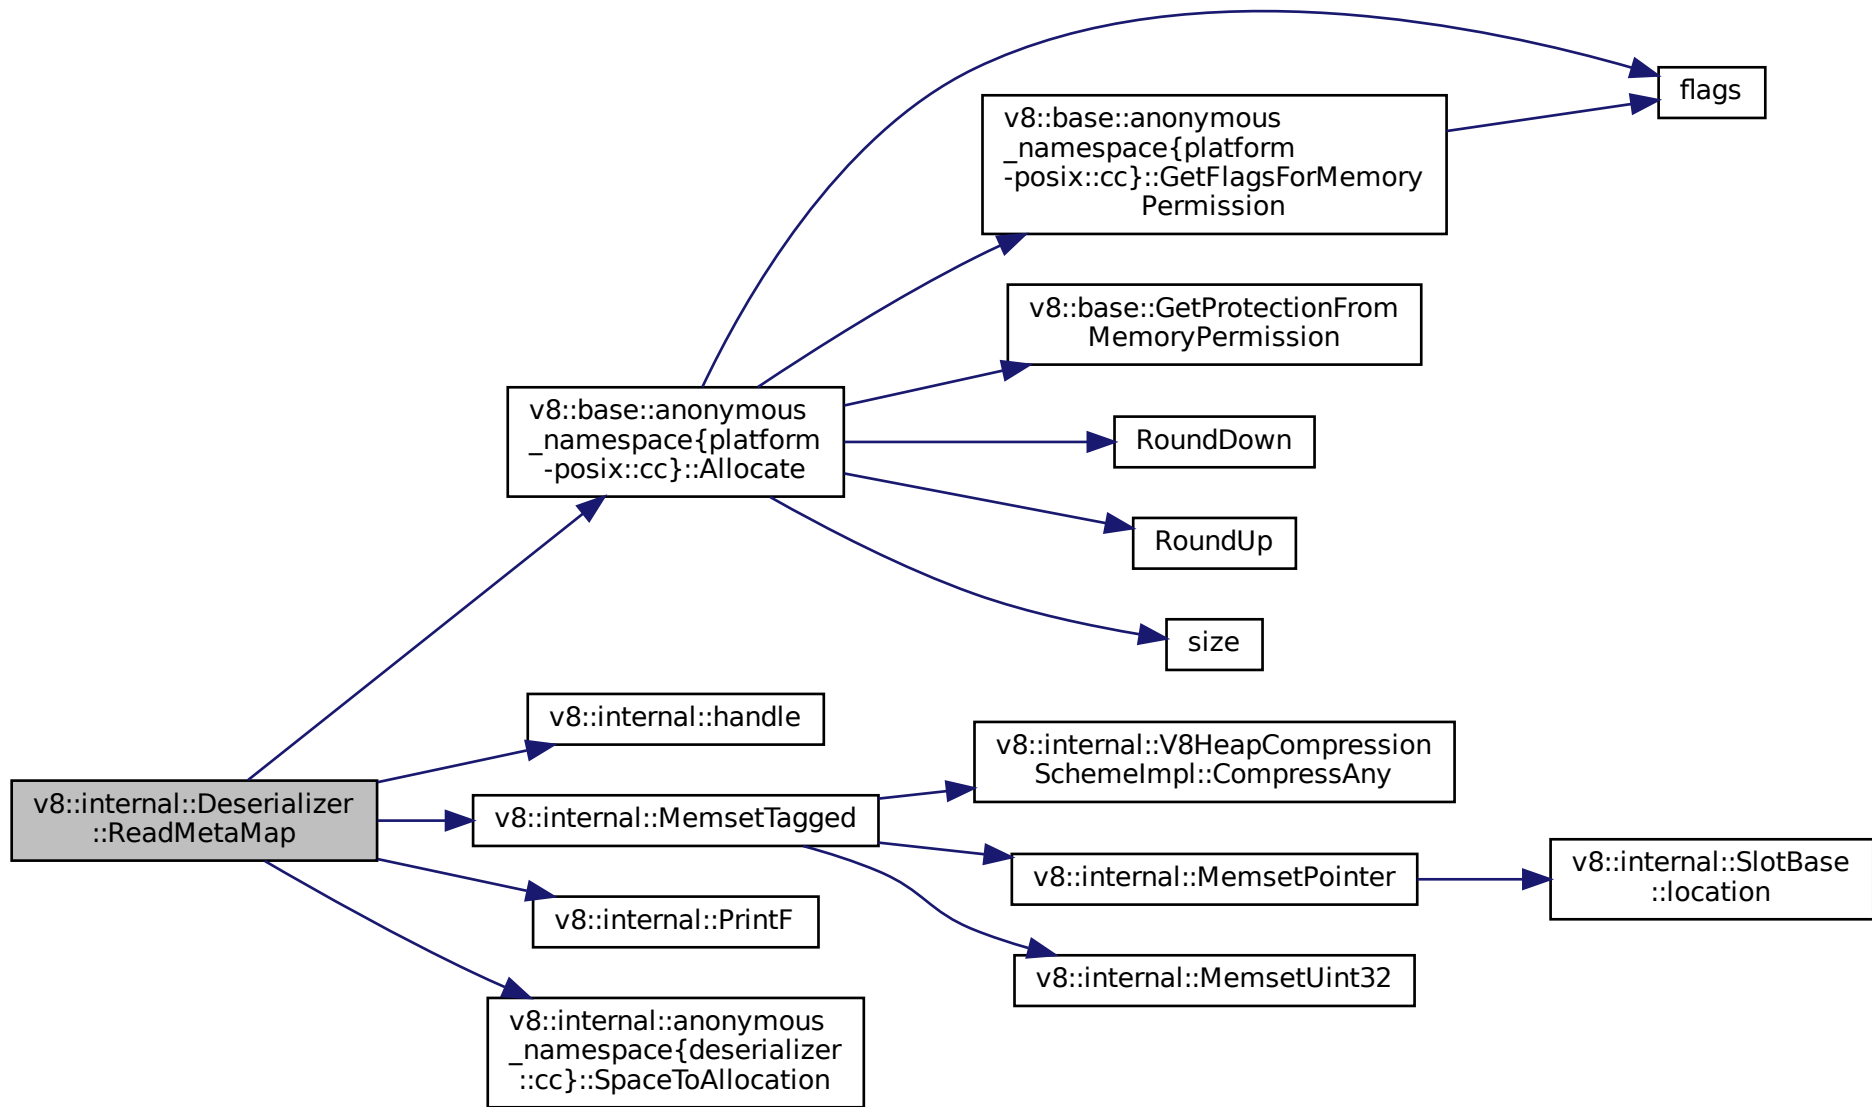 v8::internal::Deserializer
::ReadMetaMap
v8::base::anonymous
_namespace{platform
-posix::cc}::Allocate
flags
v8::base::anonymous
_namespace{platform
-posix::cc}::GetFlagsForMemory
Permission
v8::base::GetProtectionFrom
MemoryPermission
RoundDown
RoundUp
size
v8::internal::handle
v8::internal::MemsetTagged
v8::internal::V8HeapCompression
SchemeImpl::CompressAny
v8::internal::MemsetPointer
v8::internal::SlotBase
::location
v8::internal::MemsetUint32
v8::internal::PrintF
v8::internal::anonymous
_namespace{deserializer
::cc}::SpaceToAllocation